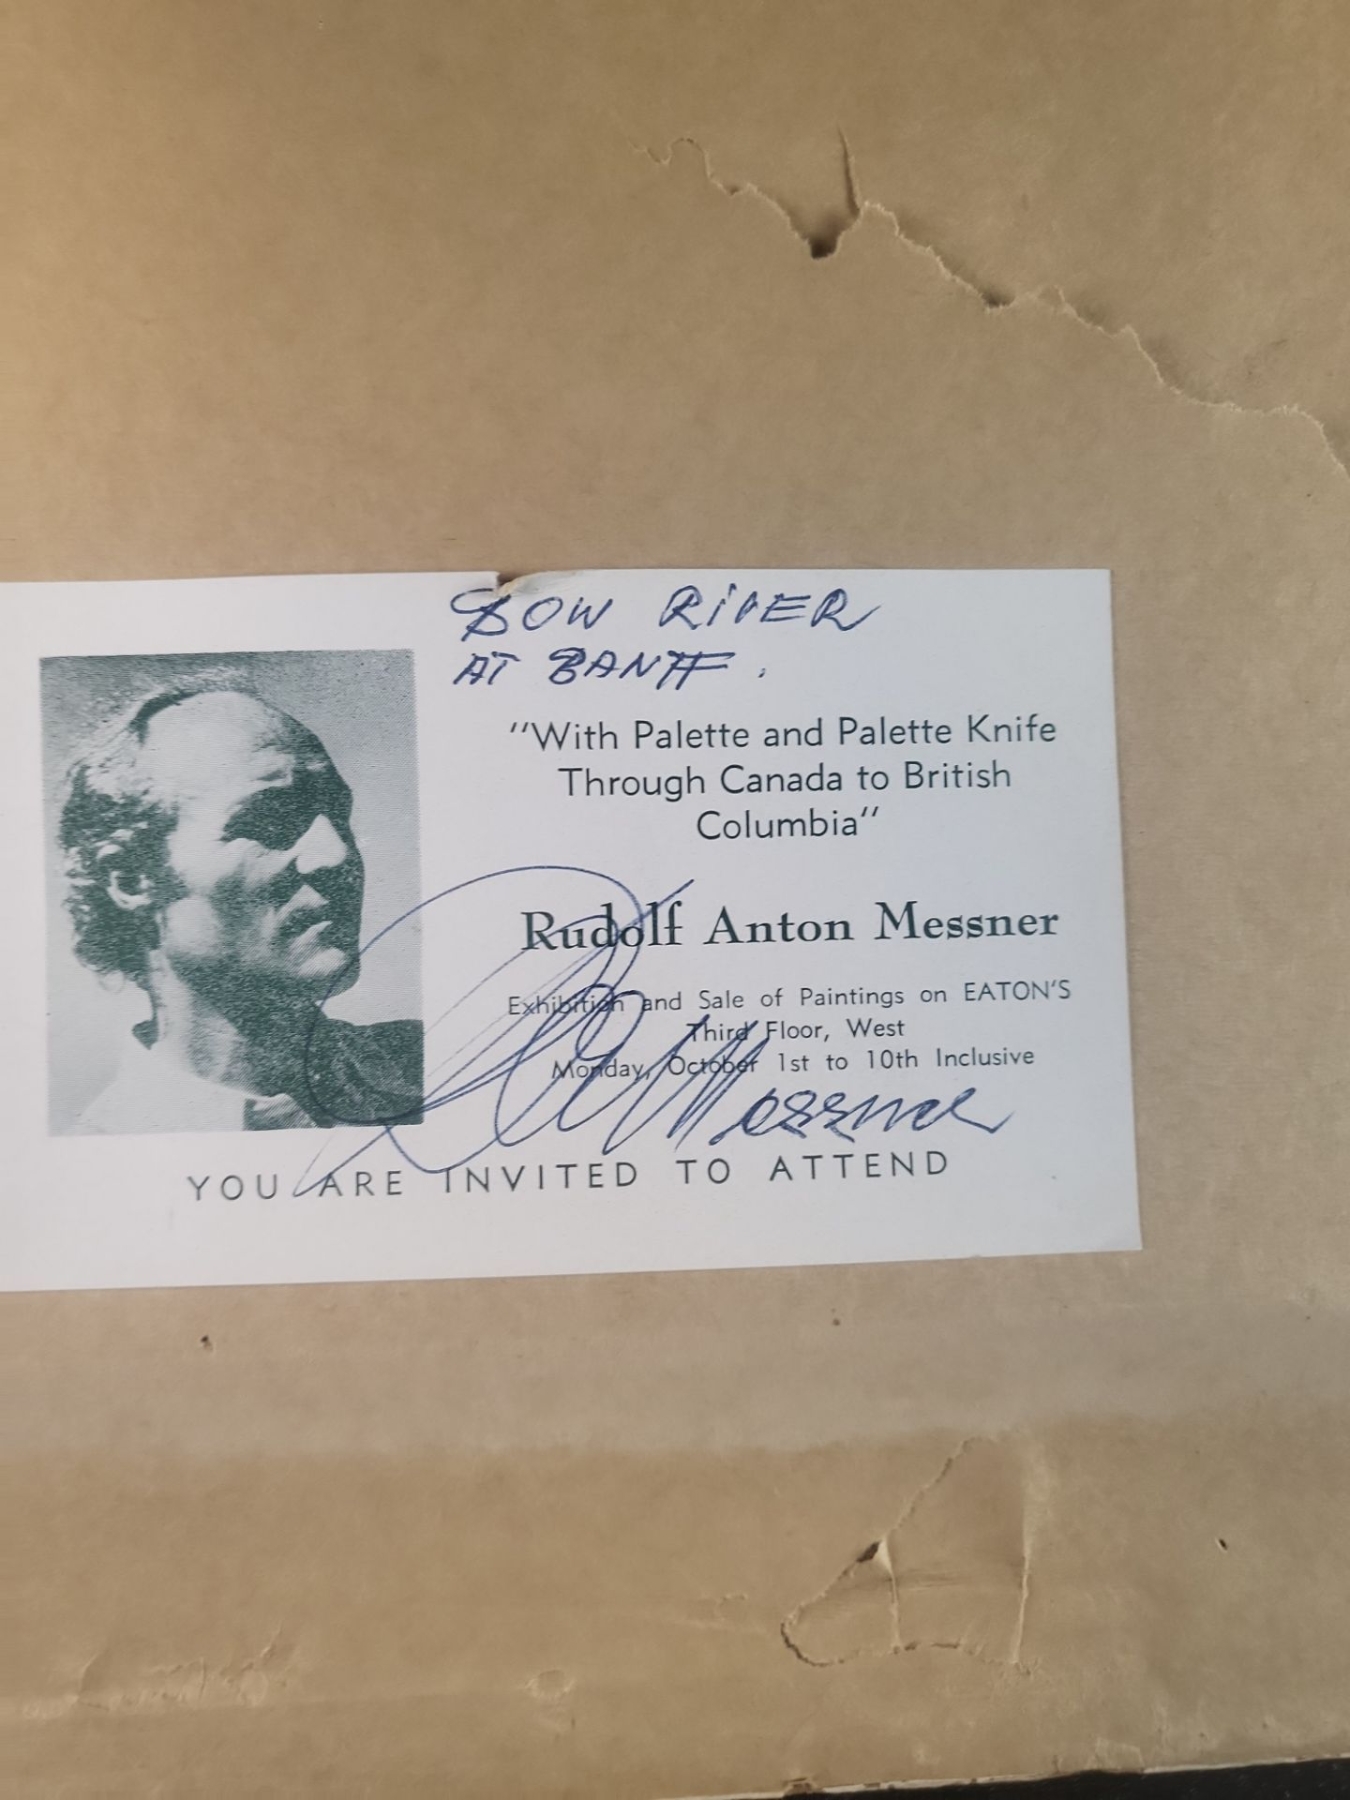 BOW RIVER
AT BANFF.
"With Palette and Palette Knife
Through Canada to British
Columbia"
Rudolf Anton Messner
Exhibition and Sale of Paintings on EATON'S
Third Floor, West
Monday, October 1st to 10th Inclusive
R A Messner
YOU ARE INVITED TO ATTEND